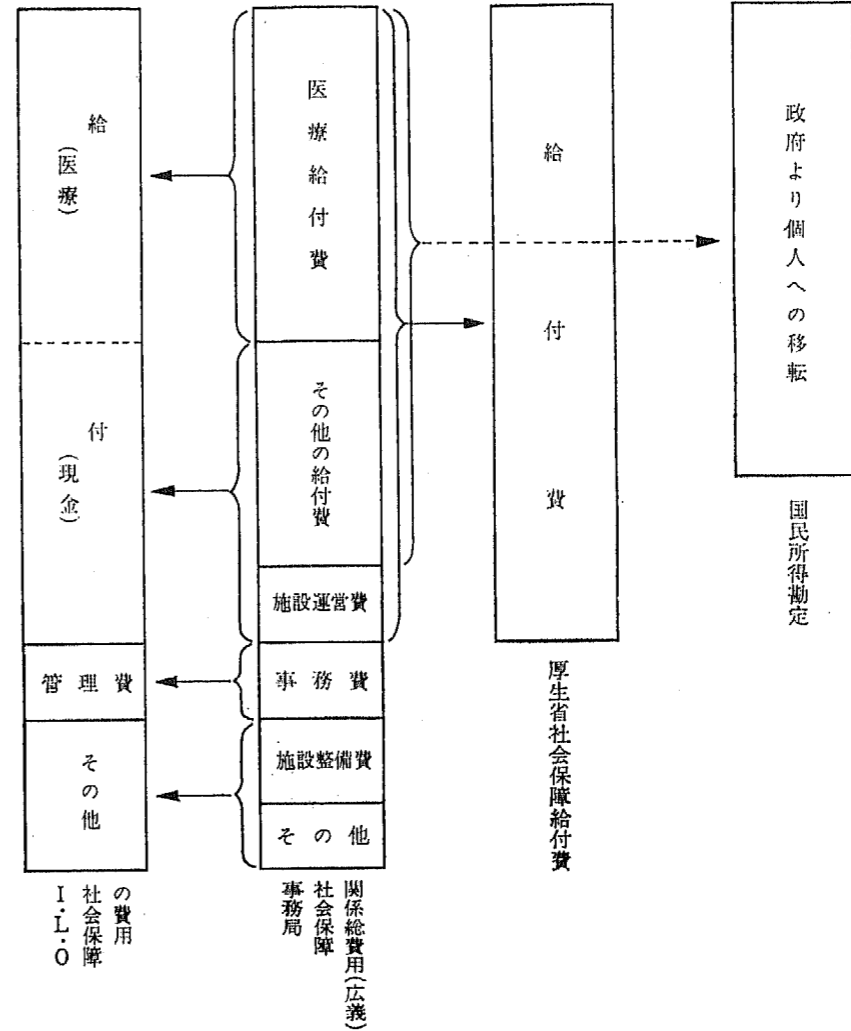 給付
(医療)
(現金)
管理費
その他
I.L.O
社会保障
の費用
医療給付費
その他の給付費
施設運営費
事務費
施設整備費
その他
事務局
社会保障
関係総費用(広義)
給付費
厚生省社会保障給付費
政府より個人への移転
国民所得勘定